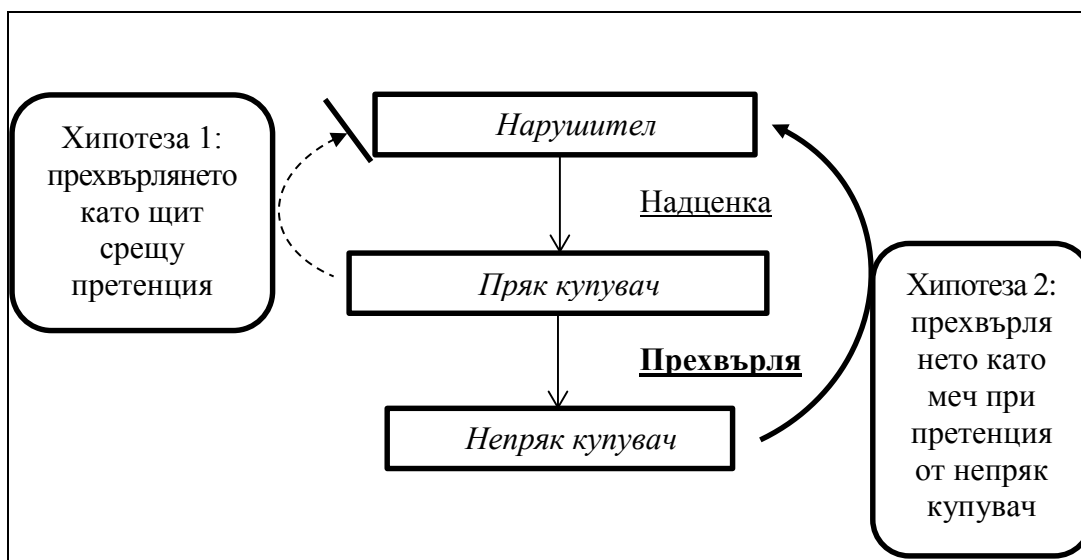 Хипотеза 1:
прехвърлянето
като щит
срещу
претенция
Нарушител
Надценка
Пряк купувач
Прехвърля
Непряк купувач
Хипотеза 2:
прехвърля
нето като
меч при
претенция
от непряк
купувач